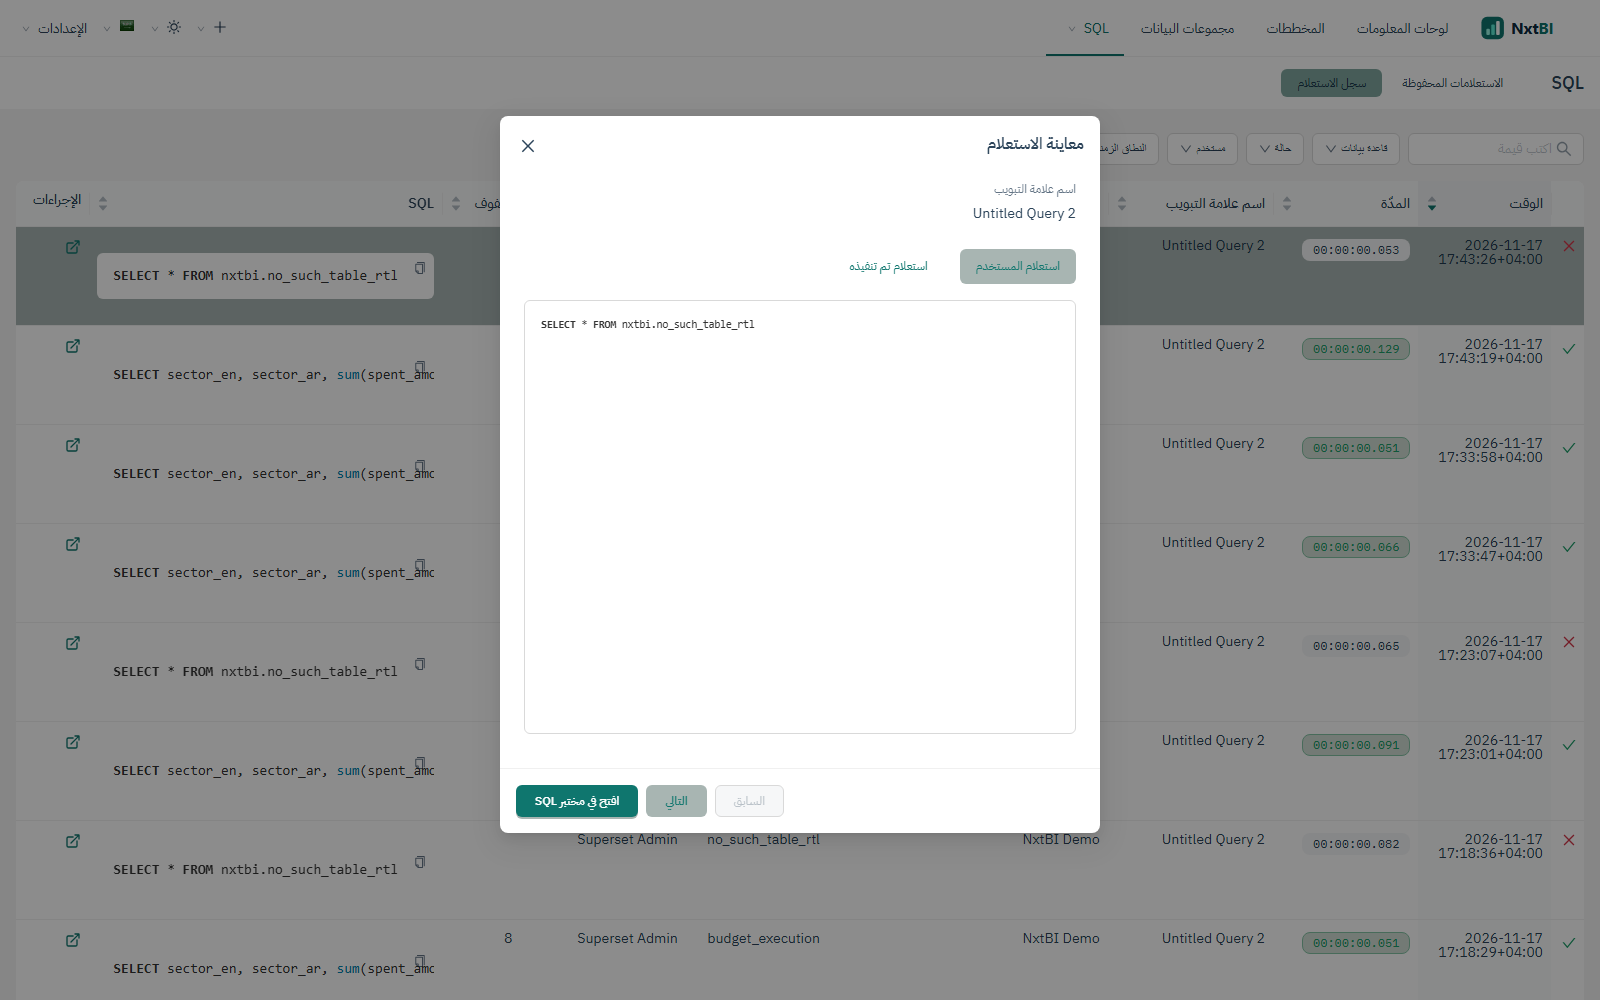 NxtBI
لوحات المعلومات
المخططات
مجموعات البيانات
SQL
الإعدادات
SQL
الاستعلامات المحفوظة
سجل الاستعلام
اكتب قيمة
قاعدة بيانات
حالة
مستخدم
معاينة الاستعلام
اسم علامة التبويب
Untitled Query 2
استعلام المستخدم
استعلام تم تنفيذه
SELECT * FROM nxtbi.no_such_table_rtl
السابق
التالي
افتح في مختبر SQL
الوقت
المدّة
اسم علامة التبويب
SQL
الإجراءات
2026-11-17 17:43:26+04:00
00:00:00.053
Untitled Query 2
SELECT * FROM nxtbi.no_such_table_rtl
2026-11-17 17:43:19+04:00
00:00:00.129
Untitled Query 2
SELECT sector_en, sector_ar, sum(spent_amc
2026-11-17 17:33:58+04:00
00:00:00.051
Untitled Query 2
SELECT sector_en, sector_ar, sum(spent_amc
2026-11-17 17:33:47+04:00
00:00:00.066
Untitled Query 2
SELECT sector_en, sector_ar, sum(spent_amc
2026-11-17 17:23:07+04:00
00:00:00.065
Untitled Query 2
SELECT * FROM nxtbi.no_such_table_rtl
2026-11-17 17:23:01+04:00
00:00:00.091
Untitled Query 2
SELECT sector_en, sector_ar, sum(spent_amc
2026-11-17 17:18:36+04:00
00:00:00.082
Untitled Query 2
NxtBI Demo
no_such_table_rtl
Superset Admin
SELECT * FROM nxtbi.no_such_table_rtl
2026-11-17 17:18:29+04:00
00:00:00.051
Untitled Query 2
NxtBI Demo
budget_execution
Superset Admin
8
SELECT sector_en, sector_ar, sum(spent_amc